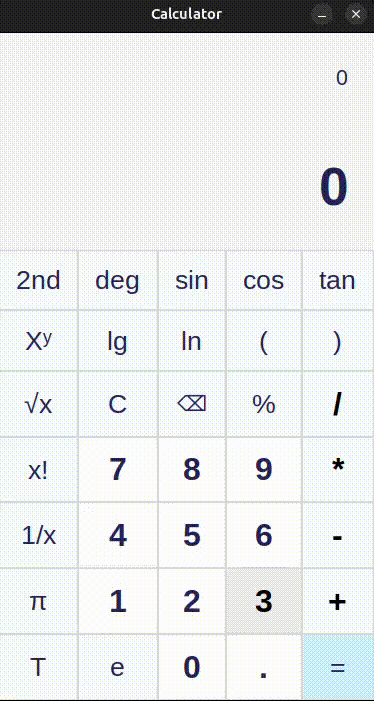 Calculator
0
0
2nd deg sin cos tan
Xʸ lg ln ( )
√x C ⌫ % /
x! 7 8 9 *
1/x 4 5 6 -
π 1 2 3 +
T e 0 . =